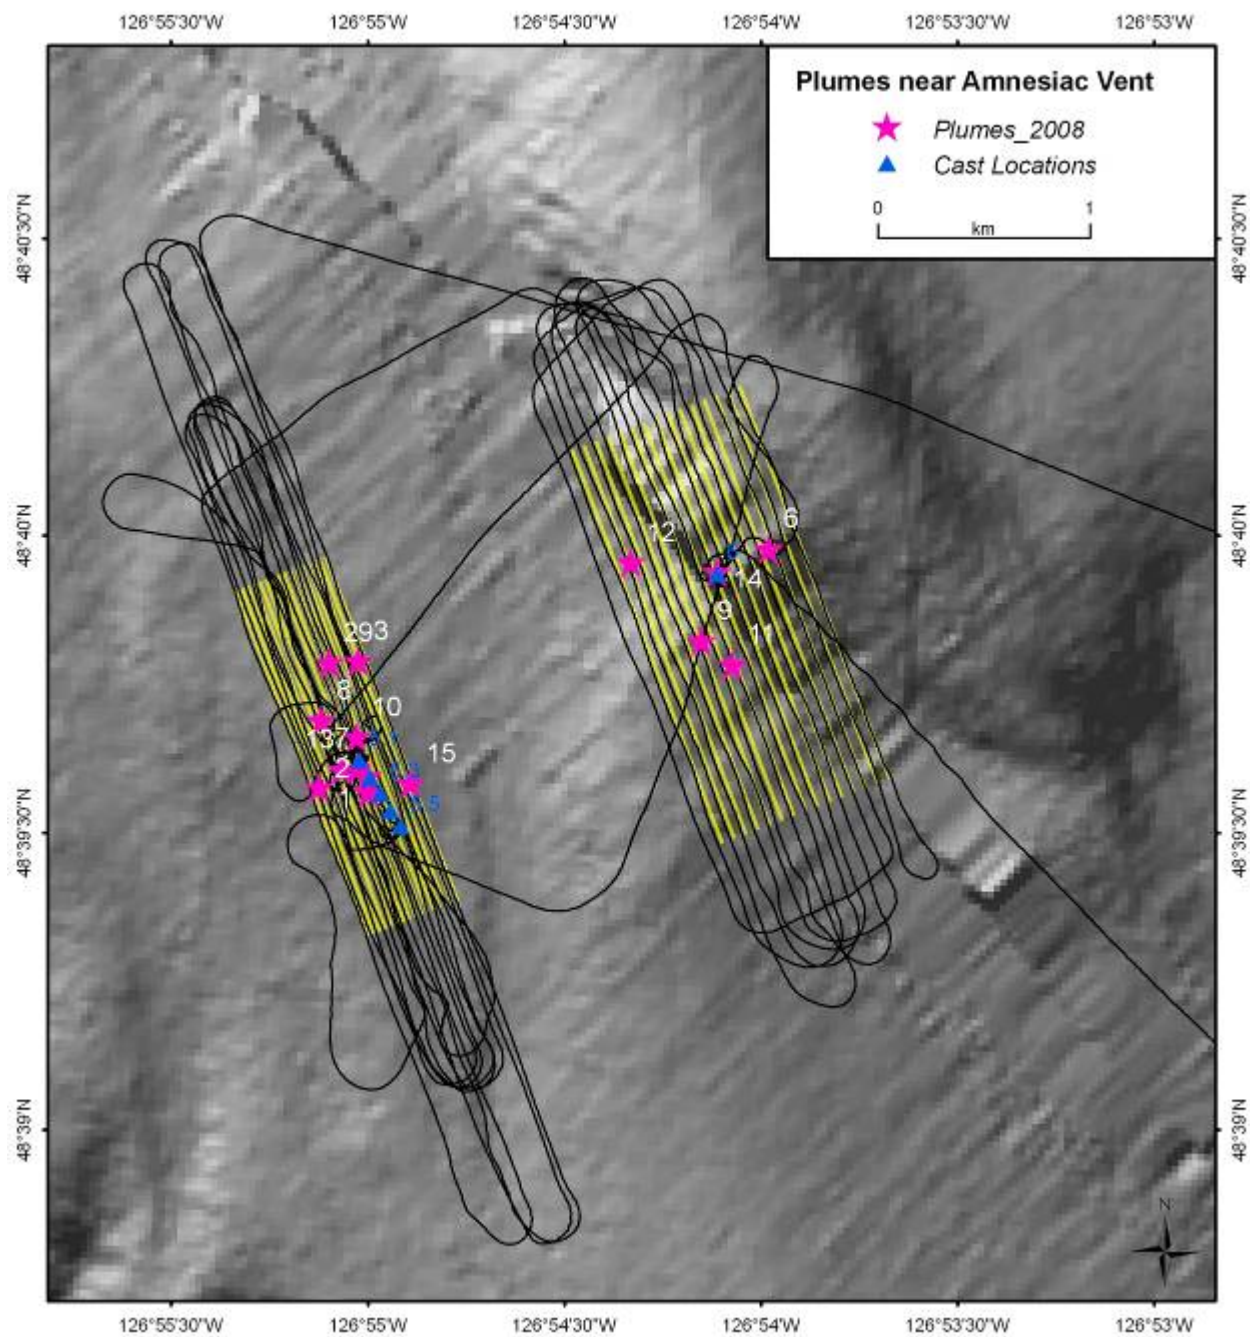 126°55'30"W 126°55'W 126°54'30"W 126°54'W 126°53'30"W 126°53'W
Plumes near Amnesiac Vent
Plumes_2008
Cast Locations
0 1
km
48°40'30"N 48°40'30"N
6
12
48°40'N 48°40'N
14
9
11
293
8
10
137
15
2
1
48°39'30"N 48°39'30"N
48°39'N 48°39'N
N
126°55'30"W 126°55'W 126°54'30"W 126°54'W 126°53'30"W 126°53'W